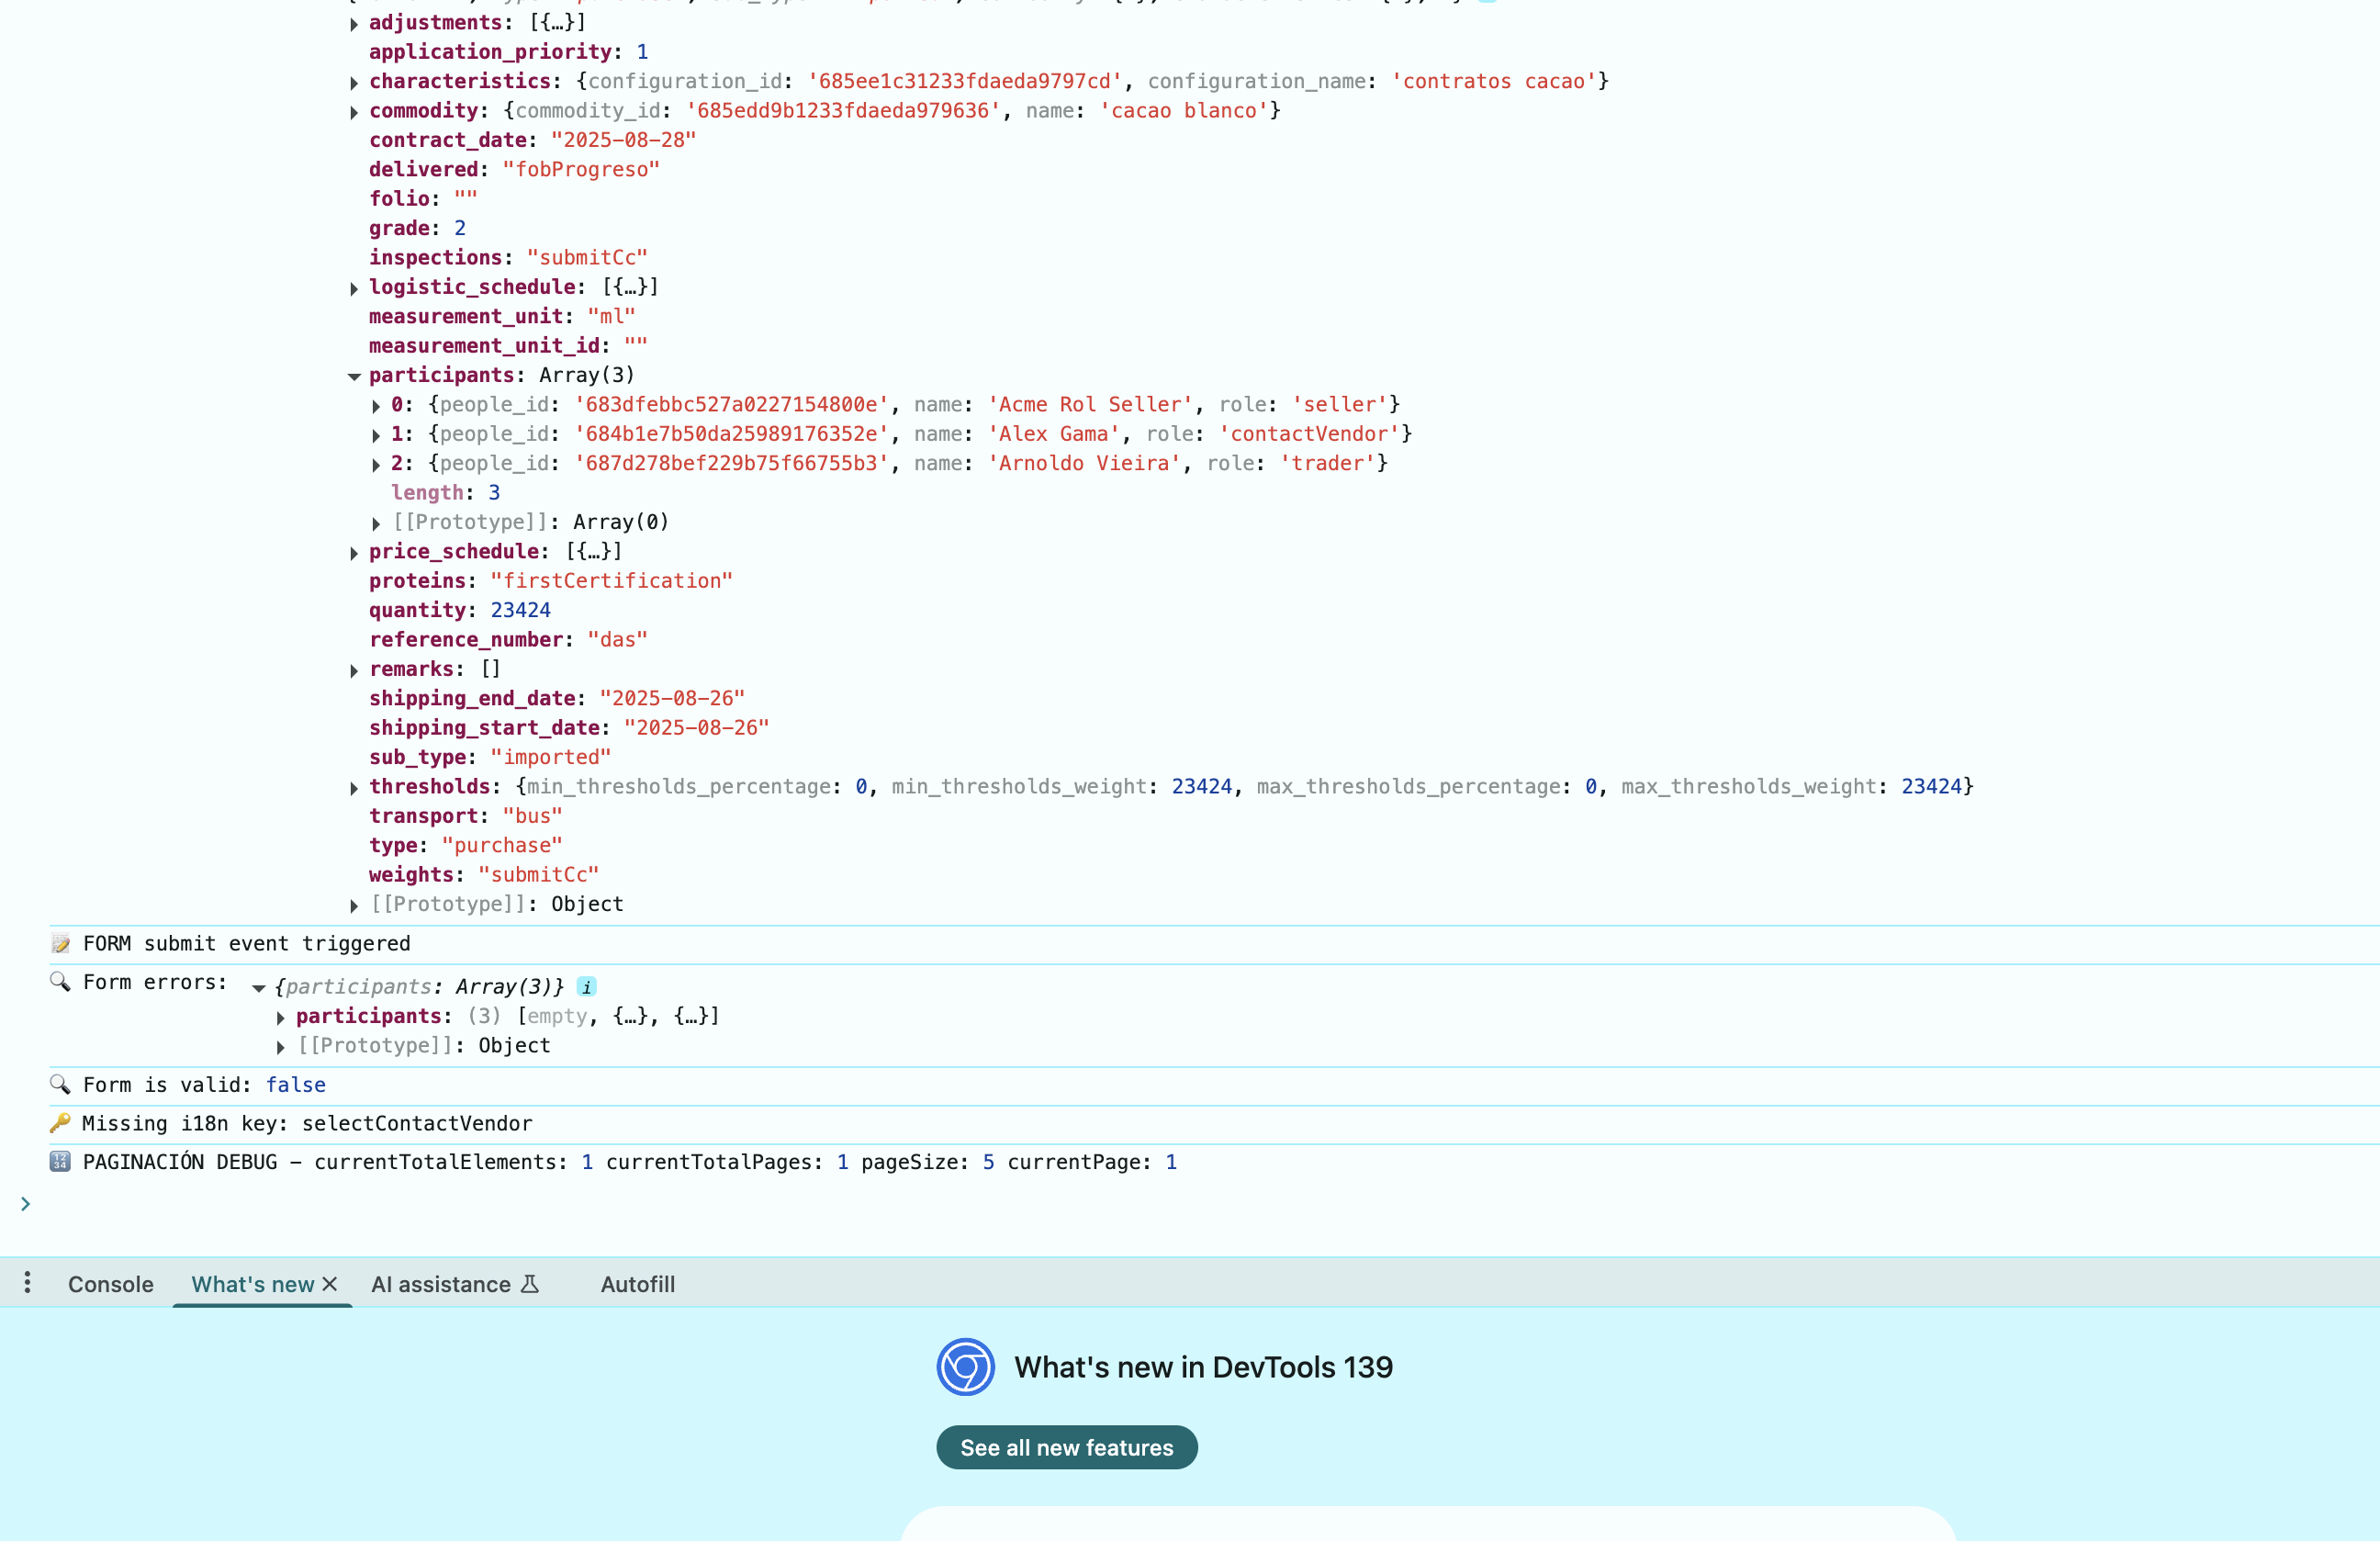 adjustments: [{…}]
application_priority: 1
characteristics: {configuration_id: '685ee1c31233fdaeda9797cd', configuration_name: 'contratos cacao'}
commodity: {commodity_id: '685edd9b1233fdaeda979636', name: 'cacao blanco'}
contract_date: "2025-08-28"
delivered: "fobProgreso"
folio: ""
grade: 2
inspections: "submitCc"
logistic_schedule: [{…}]
measurement_unit: "ml"
measurement_unit_id: ""
participants: Array(3)
0: {people_id: '683dfebbc527a0227154800e', name: 'Acme Rol Seller', role: 'seller'}
1: {people_id: '684b1e7b50da25989176352e', name: 'Alex Gama', role: 'contactVendor'}
2: {people_id: '687d278bef229b75f66755b3', name: 'Arnoldo Vieira', role: 'trader'}
length: 3
[[Prototype]]: Array(0)
price_schedule: [{…}]
proteins: "firstCertification"
quantity: 23424
reference_number: "das"
remarks: []
shipping_end_date: "2025-08-26"
shipping_start_date: "2025-08-26"
sub_type: "imported"
thresholds: {min_thresholds_percentage: 0, min_thresholds_weight: 23424, max_thresholds_percentage: 0, max_thresholds_weight: 23424}
transport: "bus"
type: "purchase"
weights: "submitCc"
[[Prototype]]: Object
📝 FORM submit event triggered
🔍 Form errors: {participants: Array(3)} i
participants: (3) [empty, {…}, {…}]
[[Prototype]]: Object
🔍 Form is valid: false
🔑 Missing i18n key: selectContactVendor
🔢 PAGINACIÓN DEBUG – currentTotalElements: 1 currentTotalPages: 1 pageSize: 5 currentPage: 1
Console What's new AI assistance Autofill
What's new in DevTools 139
See all new features